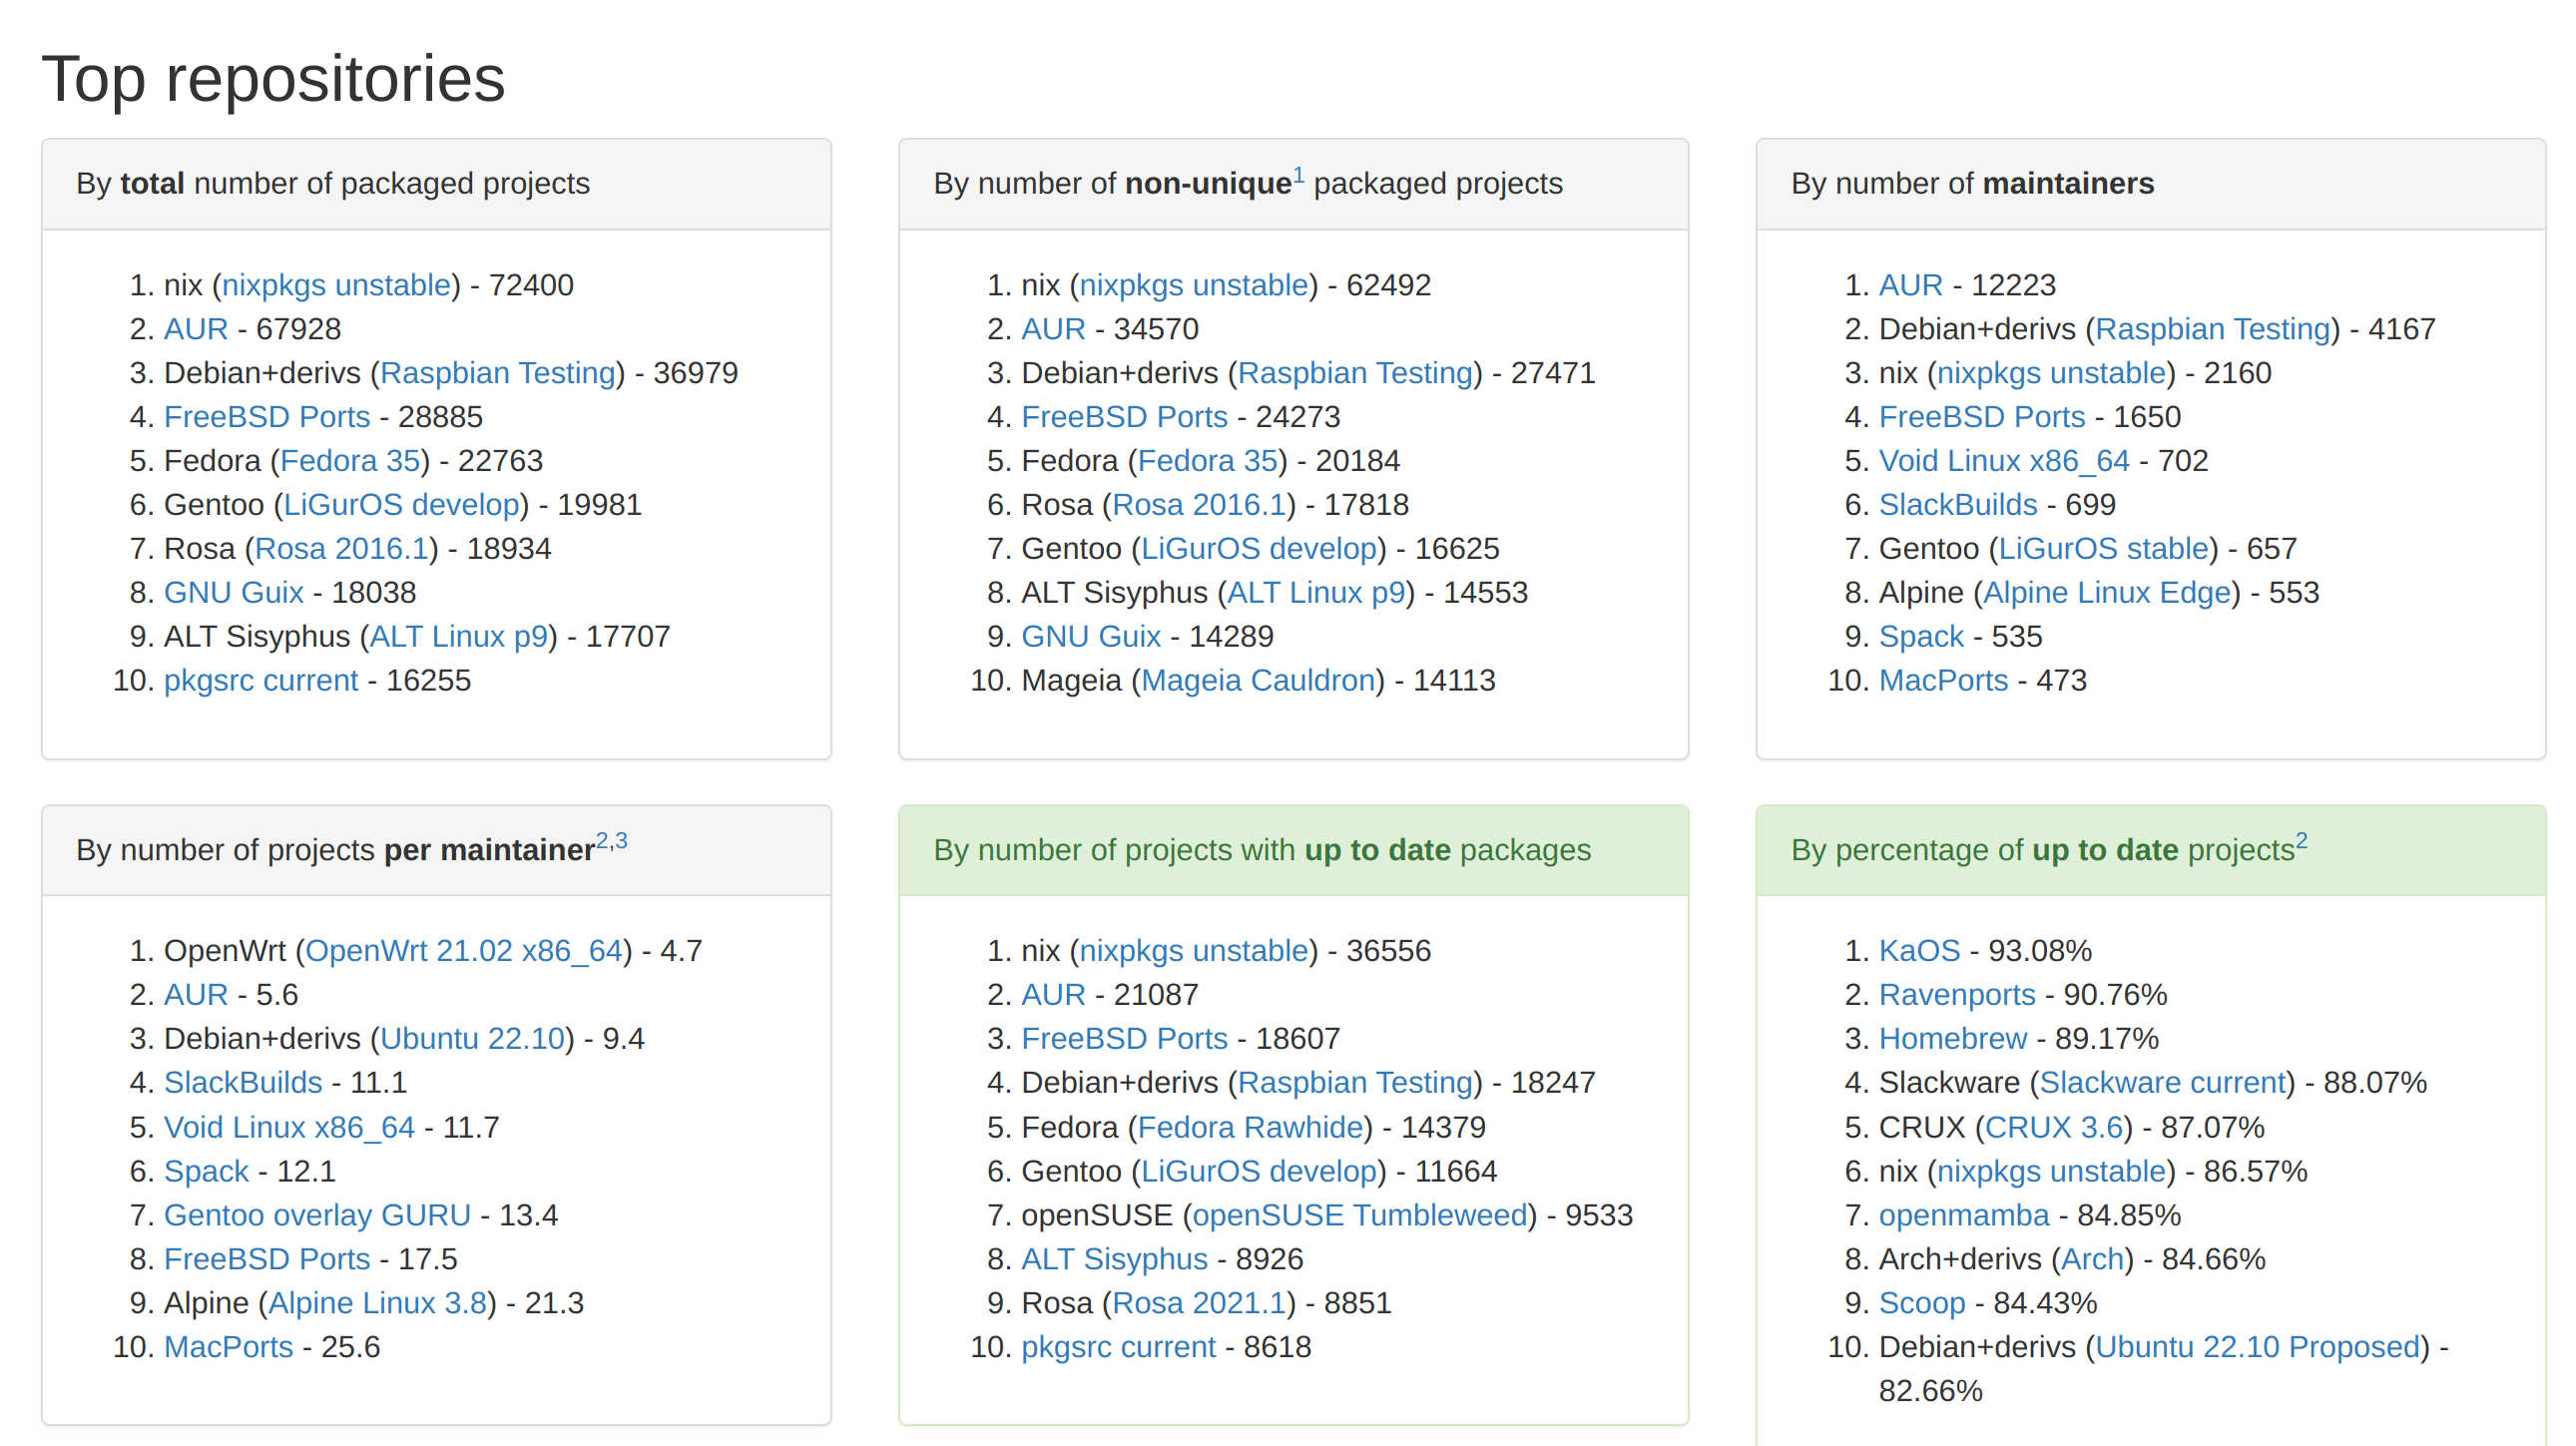 Top repositories
By total number of packaged projects
1. nix (nixpkgs unstable) - 72400
2. AUR - 67928
3. Debian+derivs (Raspbian Testing) - 36979
4. FreeBSD Ports - 28885
5. Fedora (Fedora 35) - 22763
6. Gentoo (LiGurOS develop) - 19981
7. Rosa (Rosa 2016.1) - 18934
8. GNU Guix - 18038
9. ALT Sisyphus (ALT Linux p9) - 17707
10. pkgsrc current - 16255
By number of non-unique1 packaged projects
1. nix (nixpkgs unstable) - 62492
2. AUR - 34570
3. Debian+derivs (Raspbian Testing) - 27471
4. FreeBSD Ports - 24273
5. Fedora (Fedora 35) - 20184
6. Rosa (Rosa 2016.1) - 17818
7. Gentoo (LiGurOS develop) - 16625
8. ALT Sisyphus (ALT Linux p9) - 14553
9. GNU Guix - 14289
10. Mageia (Mageia Cauldron) - 14113
By number of maintainers
1. AUR - 12223
2. Debian+derivs (Raspbian Testing) - 4167
3. nix (nixpkgs unstable) - 2160
4. FreeBSD Ports - 1650
5. Void Linux x86_64 - 702
6. SlackBuilds - 699
7. Gentoo (LiGurOS stable) - 657
8. Alpine (Alpine Linux Edge) - 553
9. Spack - 535
10. MacPorts - 473
By number of projects per maintainer2,3
1. OpenWrt (OpenWrt 21.02 x86_64) - 4.7
2. AUR - 5.6
3. Debian+derivs (Ubuntu 22.10) - 9.4
4. SlackBuilds - 11.1
5. Void Linux x86_64 - 11.7
6. Spack - 12.1
7. Gentoo overlay GURU - 13.4
8. FreeBSD Ports - 17.5
9. Alpine (Alpine Linux 3.8) - 21.3
10. MacPorts - 25.6
By number of projects with up to date packages
1. nix (nixpkgs unstable) - 36556
2. AUR - 21087
3. FreeBSD Ports - 18607
4. Debian+derivs (Raspbian Testing) - 18247
5. Fedora (Fedora Rawhide) - 14379
6. Gentoo (LiGurOS develop) - 11664
7. openSUSE (openSUSE Tumbleweed) - 9533
8. ALT Sisyphus - 8926
9. Rosa (Rosa 2021.1) - 8851
10. pkgsrc current - 8618
By percentage of up to date projects2
1. KaOS - 93.08%
2. Ravenports - 90.76%
3. Homebrew - 89.17%
4. Slackware (Slackware current) - 88.07%
5. CRUX (CRUX 3.6) - 87.07%
6. nix (nixpkgs unstable) - 86.57%
7. openmamba - 84.85%
8. Arch+derivs (Arch) - 84.66%
9. Scoop - 84.43%
10. Debian+derivs (Ubuntu 22.10 Proposed) -
82.66%